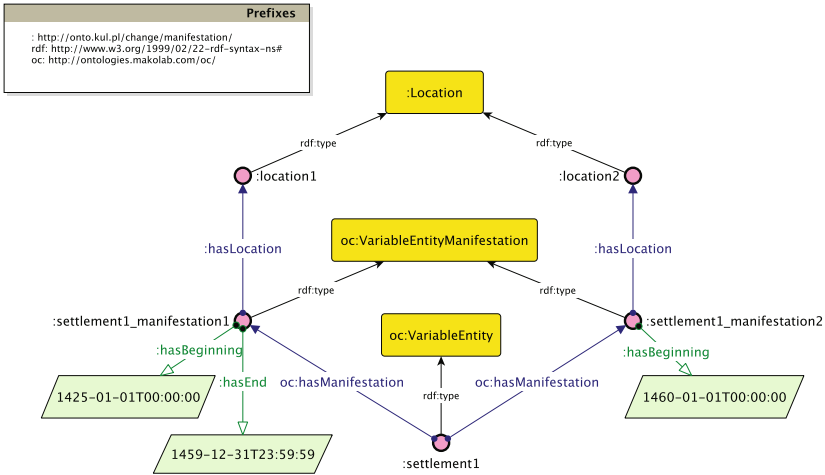 Prefixes
: http://onto.kul.pl/change/manifestation/
rdf: http://www.w3.org/1999/02/22-rdf-syntax-ns#
oc: http://ontologies.makolab.com/oc/
:Location
rdf:type
rdf:type
:location1
:location2
:hasLocation
oc:VariableEntityManifestation
:hasLocation
rdf:type
rdf:type
:settlement1_manifestation1
:settlement1_manifestation2
oc:VariableEntity
:hasBeginning
:hasBeginning
:hasEnd
oc:hasManifestation
oc:hasManifestation
1425-01-01T00:00:00
rdf:type
1460-01-01T00:00:00
1459-12-31T23:59:59
:settlement1